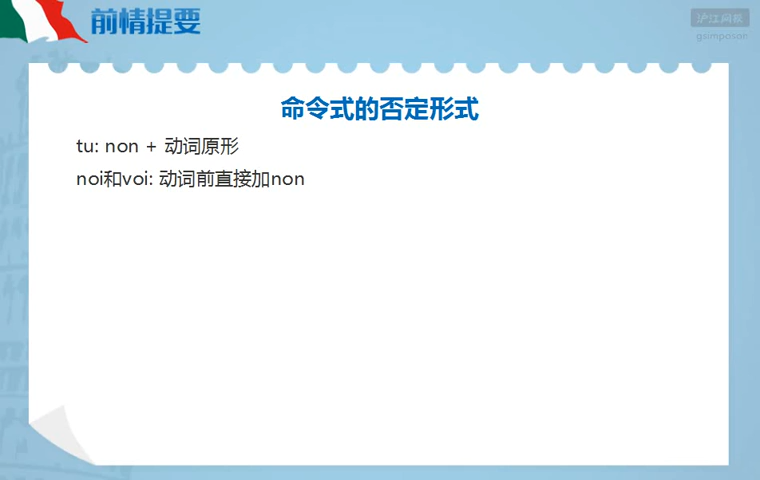 前情提要
沪江网校
gsimpasae
命令式的否定形式
tu: non + 动词原形
noi和voi: 动词前直接加non